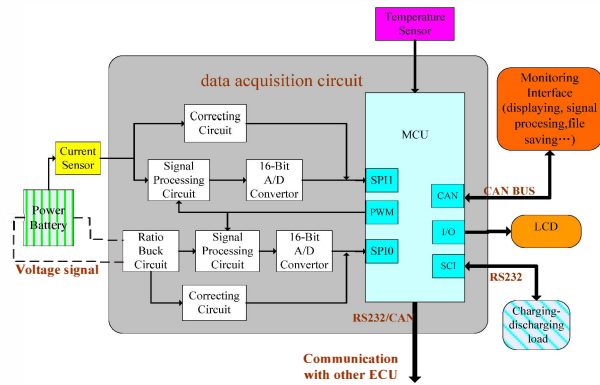 Temperature
Sensor
data acquisition circuit
Monitoring
Interface
(displaying, signal
procesing,file
saving⋯)
Correcting
Circuit
MCU
Current
Sensor
Signal
Processing
Circuit
16-Bit
A/D
Convertor
SPI1
CAN
CAN BUS
PWM
Power
Battery
I/O
LCD
Ratio
Buck
Circuit
Signal
Processing
Circuit
16-Bit
A/D
Convertor
SPI0
SCI
RS232
Voltage signal
Correcting
Circuit
Charging-
discharging
load
RS232/CAN
Communication
with other ECU